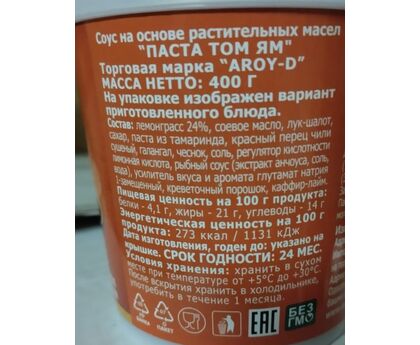 Соус на основе растительных масел
"ПАСТА ТОМ ЯМ"
Торговая марка "AROY-D"
МАССА НЕТТО: 400 Г
На упаковке изображен вариант
приготовленного блюда.
Состав: лемонграсс 24%, соевое масло, лук-шалот,
сахар, паста из тамаринда, красный перец чили
сушеный, галангал, чеснок, соль, регулятор кислотности
лимонная кислота, рыбный соус (экстракт анчоуса, соль,
вода), усилитель вкуса и аромата глутамат натрия
1-замещенный, креветочный порошок, каффир-лайм.
Пищевая ценность на 100 г продукта:
белки - 4,1 г, жиры - 21 г, углеводы - 14 г
Энергетическая ценность на 100 г
продукта: 273 ккал / 1131 кДж
Дата изготовления, годен до: указано на
крышке. СРОК ГОДНОСТИ: 24 МЕС.
Условия хранения: хранить в сухом
месте при температуре от +5°С до +30°С.
После вскрытия хранить в холодильнике,
употребить в течение 1 месяца.
БАНКА
ПАКЕТ
EAC
БЕЗ
ГМО